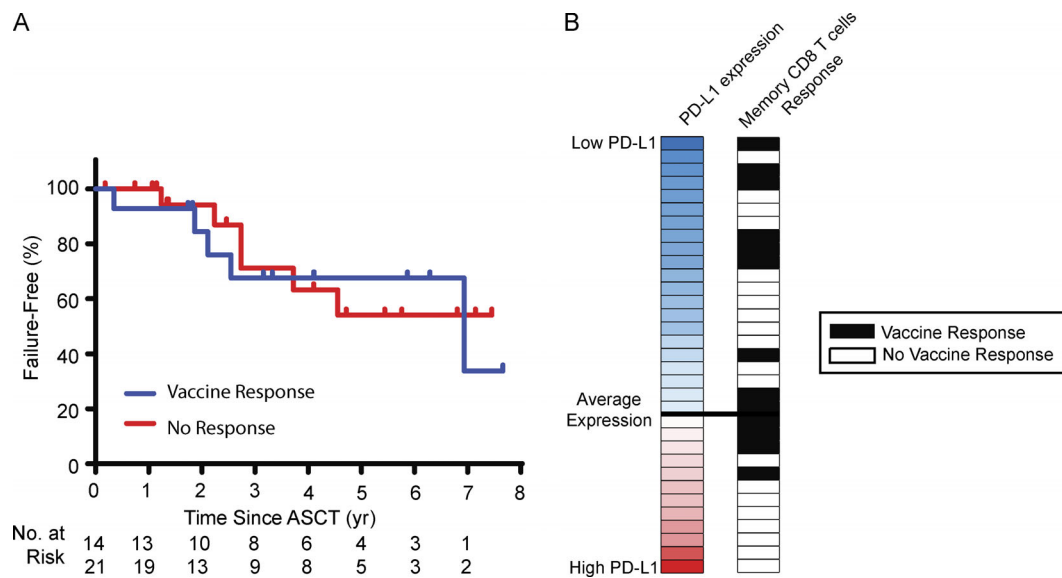 A
Failure-Free (%)
100
80
60
40
20
0
Vaccine Response
No Response
0 1 2 3 4 5 6 7 8
Time Since ASCT (yr)
No. at
Risk
14 13 10 8 6 4 3 1
21 19 13 9 8 5 3 2
B
PD-L1 expression
Memory CD8 T cells
Response
Low PD-L1
Average
Expression
High PD-L1
Vaccine Response
No Vaccine Response